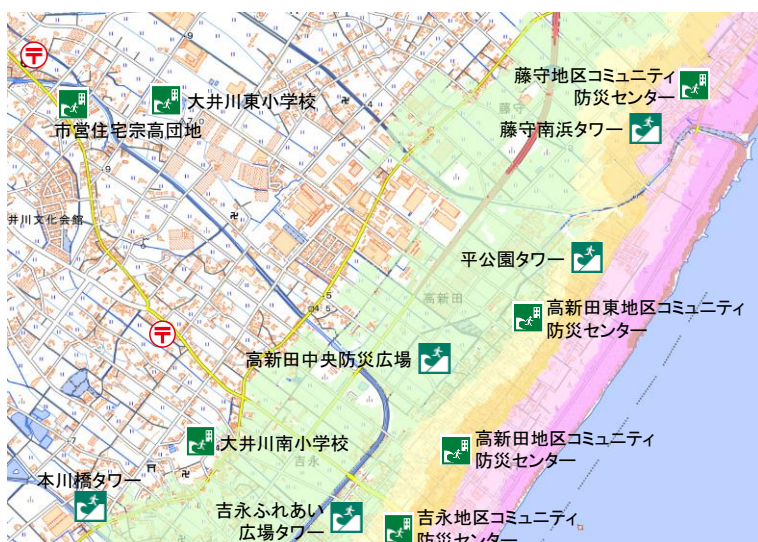 藤守地区コミュニティ
防災センター
藤守
大井川東小学校
市営住宅宗高団地
藤守南浜タワー
井川文化会館
平公園タワー
高新田
高新田東地区コミュニティ
防災センター
高新田中央防災広場
大井川南小学校
高新田地区コミュニティ
防災センター
吉永
本川橋タワー
吉永ふれあい
広場タワー
吉永地区コミュニティ
防災センター